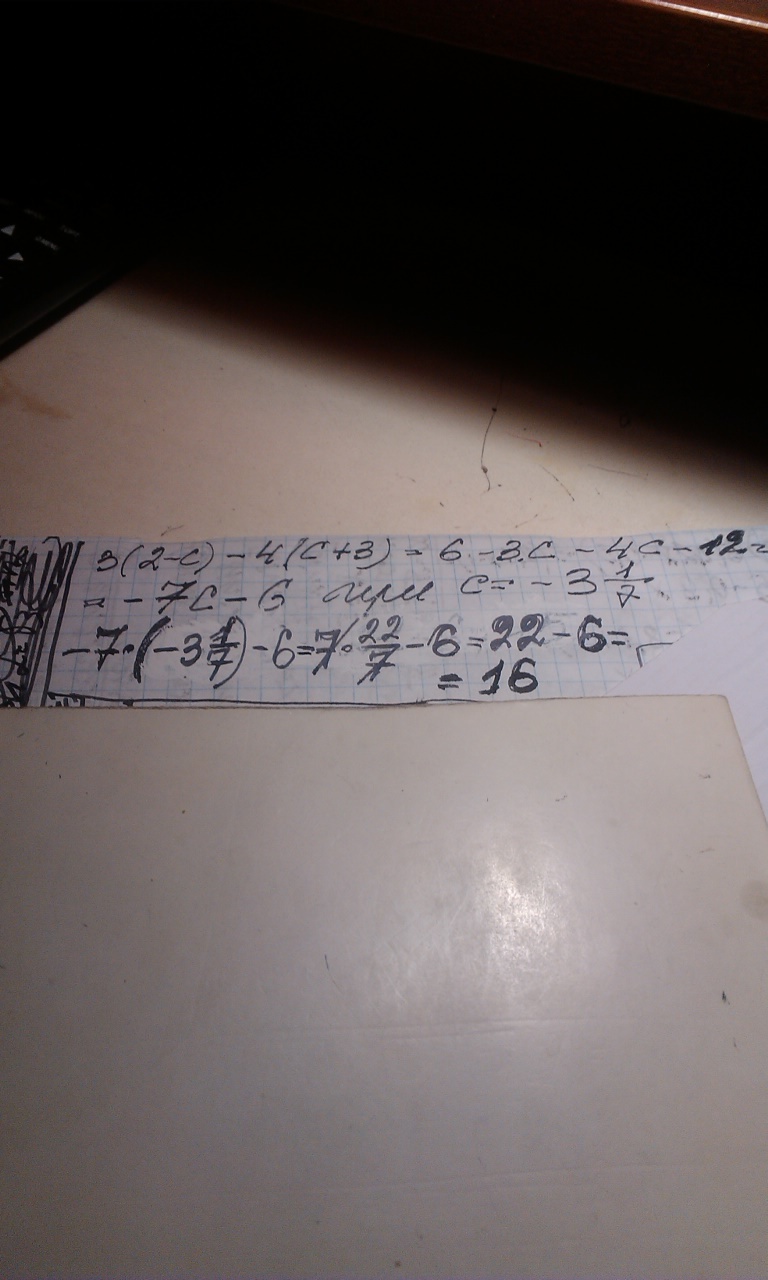 3(2-c) - 4(c+3) = 6 - 3c - 4c - 12 =
= - 7c - 6 при c = - 3 1/7
-7·(-3 1/7) - 6 = 7·22/7 - 6 = 22 - 6 =
= 16